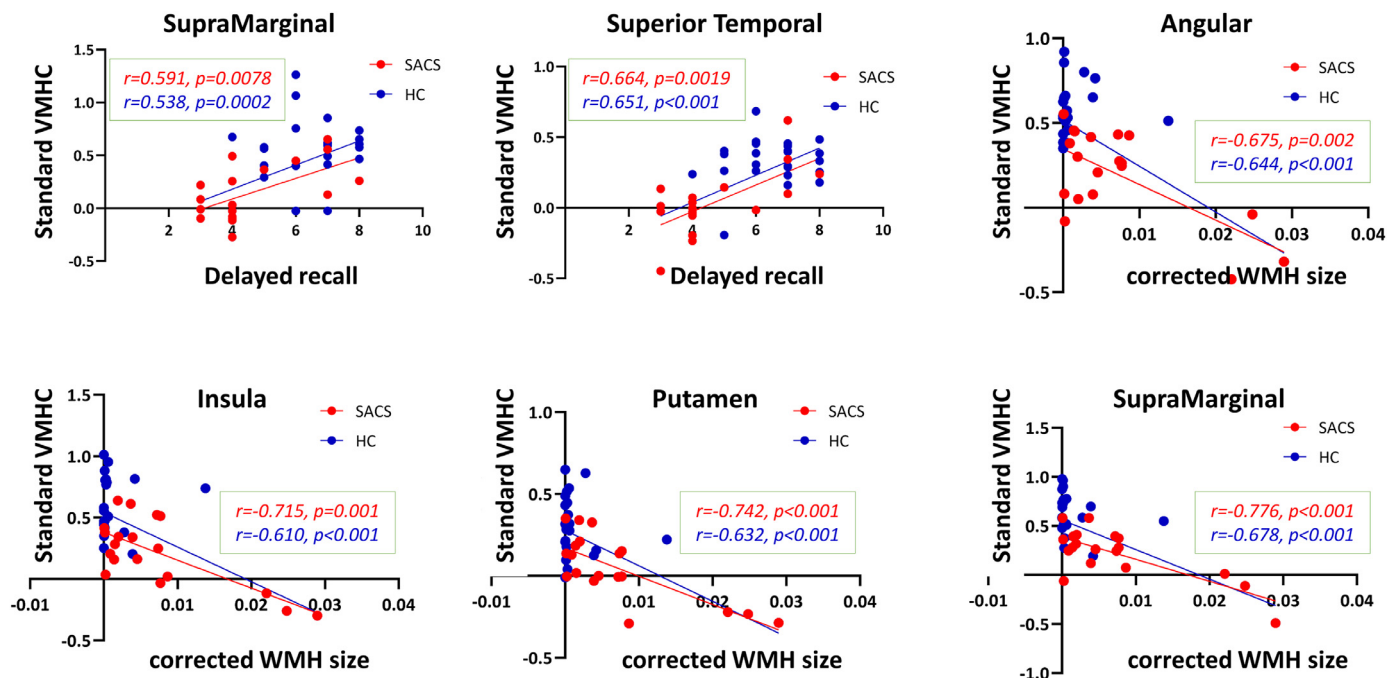 SupraMarginal
1.5
1.0
0.5
0.0
-0.5
2
4
6
8
10
Standard VMHC
Delayed recall
r=0.591, p=0.0078
r=0.538, p=0.0002
SACS
HC
Superior Temporal
1.0
0.5
0.0
-0.5
2
4
6
8
10
Standard VMHC
Delayed recall
r=0.664, p=0.0019
r=0.651, p<0.001
SACS
HC
Angular
1.0
0.5
0.0
-0.5
0.01
0.02
0.03
0.04
Standard VMHC
corrected WMH size
r=-0.675, p=0.002
r=-0.644, p<0.001
SACS
HC
Insula
1.5
1.0
0.5
0.0
-0.5
-0.01
0.01
0.02
0.03
0.04
Standard VMHC
corrected WMH size
r=-0.715, p=0.001
r=-0.610, p<0.001
SACS
HC
Putamen
1.0
0.5
0.0
-0.5
-0.01
0.01
0.02
0.03
0.04
Standard VMHC
corrected WMH size
r=-0.742, p<0.001
r=-0.632, p<0.001
SACS
HC
SupraMarginal
1.5
1.0
0.5
0.0
-0.5
-1.0
-0.01
0.01
0.02
0.03
0.04
Standard VMHC
corrected WMH size
r=-0.776, p<0.001
r=-0.678, p<0.001
SACS
HC